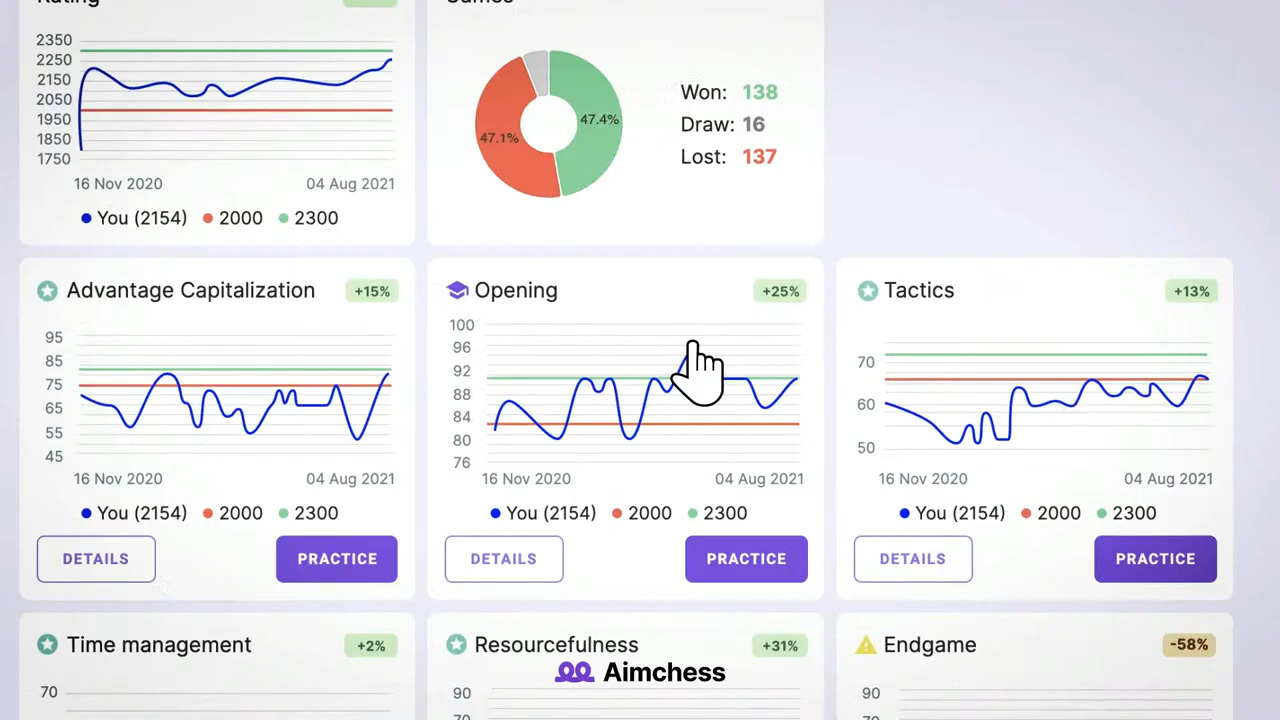 Rating
Games
2350
2250
2150
2050
1950
1850
1750
16 Nov 2020
04 Aug 2021
You (2154)
2000
2300
47.1%
47.4%
Won: 138
Draw: 16
Lost: 137
Advantage Capitalization
+15%
95
85
75
65
55
45
16 Nov 2020
04 Aug 2021
You (2154)
2000
2300
DETAILS
PRACTICE
Opening
+25%
100
96
92
88
84
80
76
16 Nov 2020
04 Aug 2021
You (2154)
2000
2300
DETAILS
PRACTICE
Tactics
+13%
70
60
50
16 Nov 2020
04 Aug 2021
You (2154)
2000
2300
DETAILS
PRACTICE
Time management
+2%
70
Resourcefulness
+31%
90
70
Endgame
-58%
90
70
Aimchess